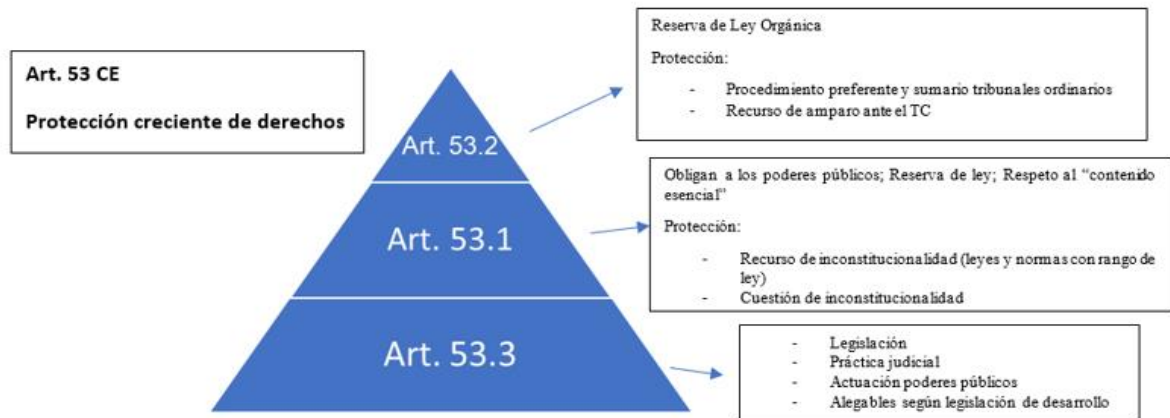 Art. 53 CE
Protección creciente de derechos
Art. 53.2
Art. 53.1
Art. 53.3
Reserva de Ley Orgánica
Protección:
- Procedimiento preferente y sumario tribunales ordinarios
- Recurso de amparo ante el TC
Obligan a los poderes públicos; Reserva de ley; Respeto al “contenido
esencial”
Protección:
- Recurso de inconstitucionalidad (leyes y normas con rango de
ley)
- Cuestión de inconstitucionalidad
- Legislación
- Práctica judicial
- Actuación poderes públicos
- Alegables según legislación de desarrollo